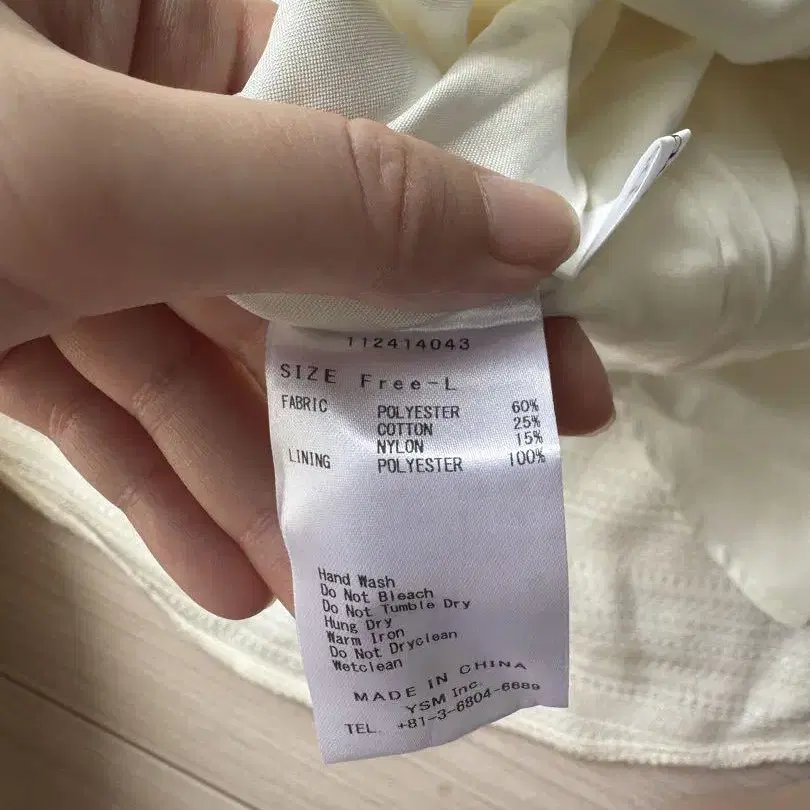 112414043
SIZE Free-L
FABRIC POLYESTER 60%
COTTON 25%
NYLON 15%
LINING POLYESTER 100%
Hand Wash
Do Not Bleach
Do Not Tumble Dry
Hung Dry
Warm Iron
Do Not Dryclean
Wetclean
MADE IN CHINA
YSM Inc.
TEL. +81-3-6804-6689